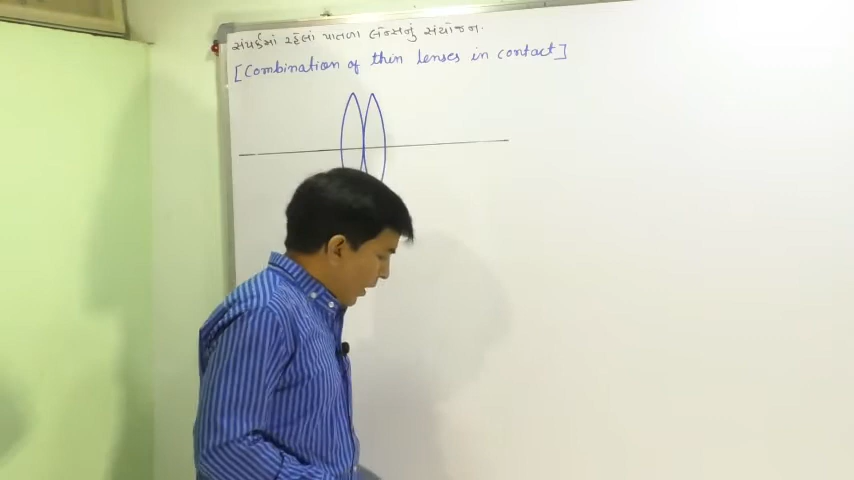 સંપર્કમાં રહેલાં પાતળા લેન્સનું સંયોજન.
[Combination of thin lenses in contact]